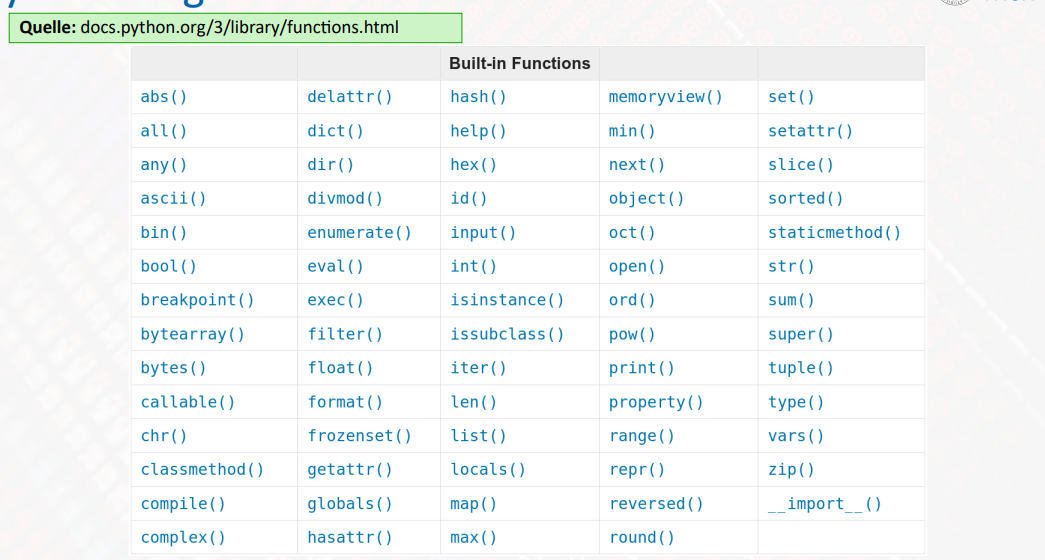 Quelle: docs.python.org/3/library/functions.html
Built-in Functions
abs() delattr() hash() memoryview() set()
all() dict() help() min() setattr()
any() dir() hex() next() slice()
ascii() divmod() id() object() sorted()
bin() enumerate() input() oct() staticmethod()
bool() eval() int() open() str()
breakpoint() exec() isinstance() ord() sum()
bytearray() filter() issubclass() pow() super()
bytes() float() iter() print() tuple()
callable() format() len() property() type()
chr() frozenset() list() range() vars()
classmethod() getattr() locals() repr() zip()
compile() globals() map() reversed() __import__()
complex() hasattr() max() round()